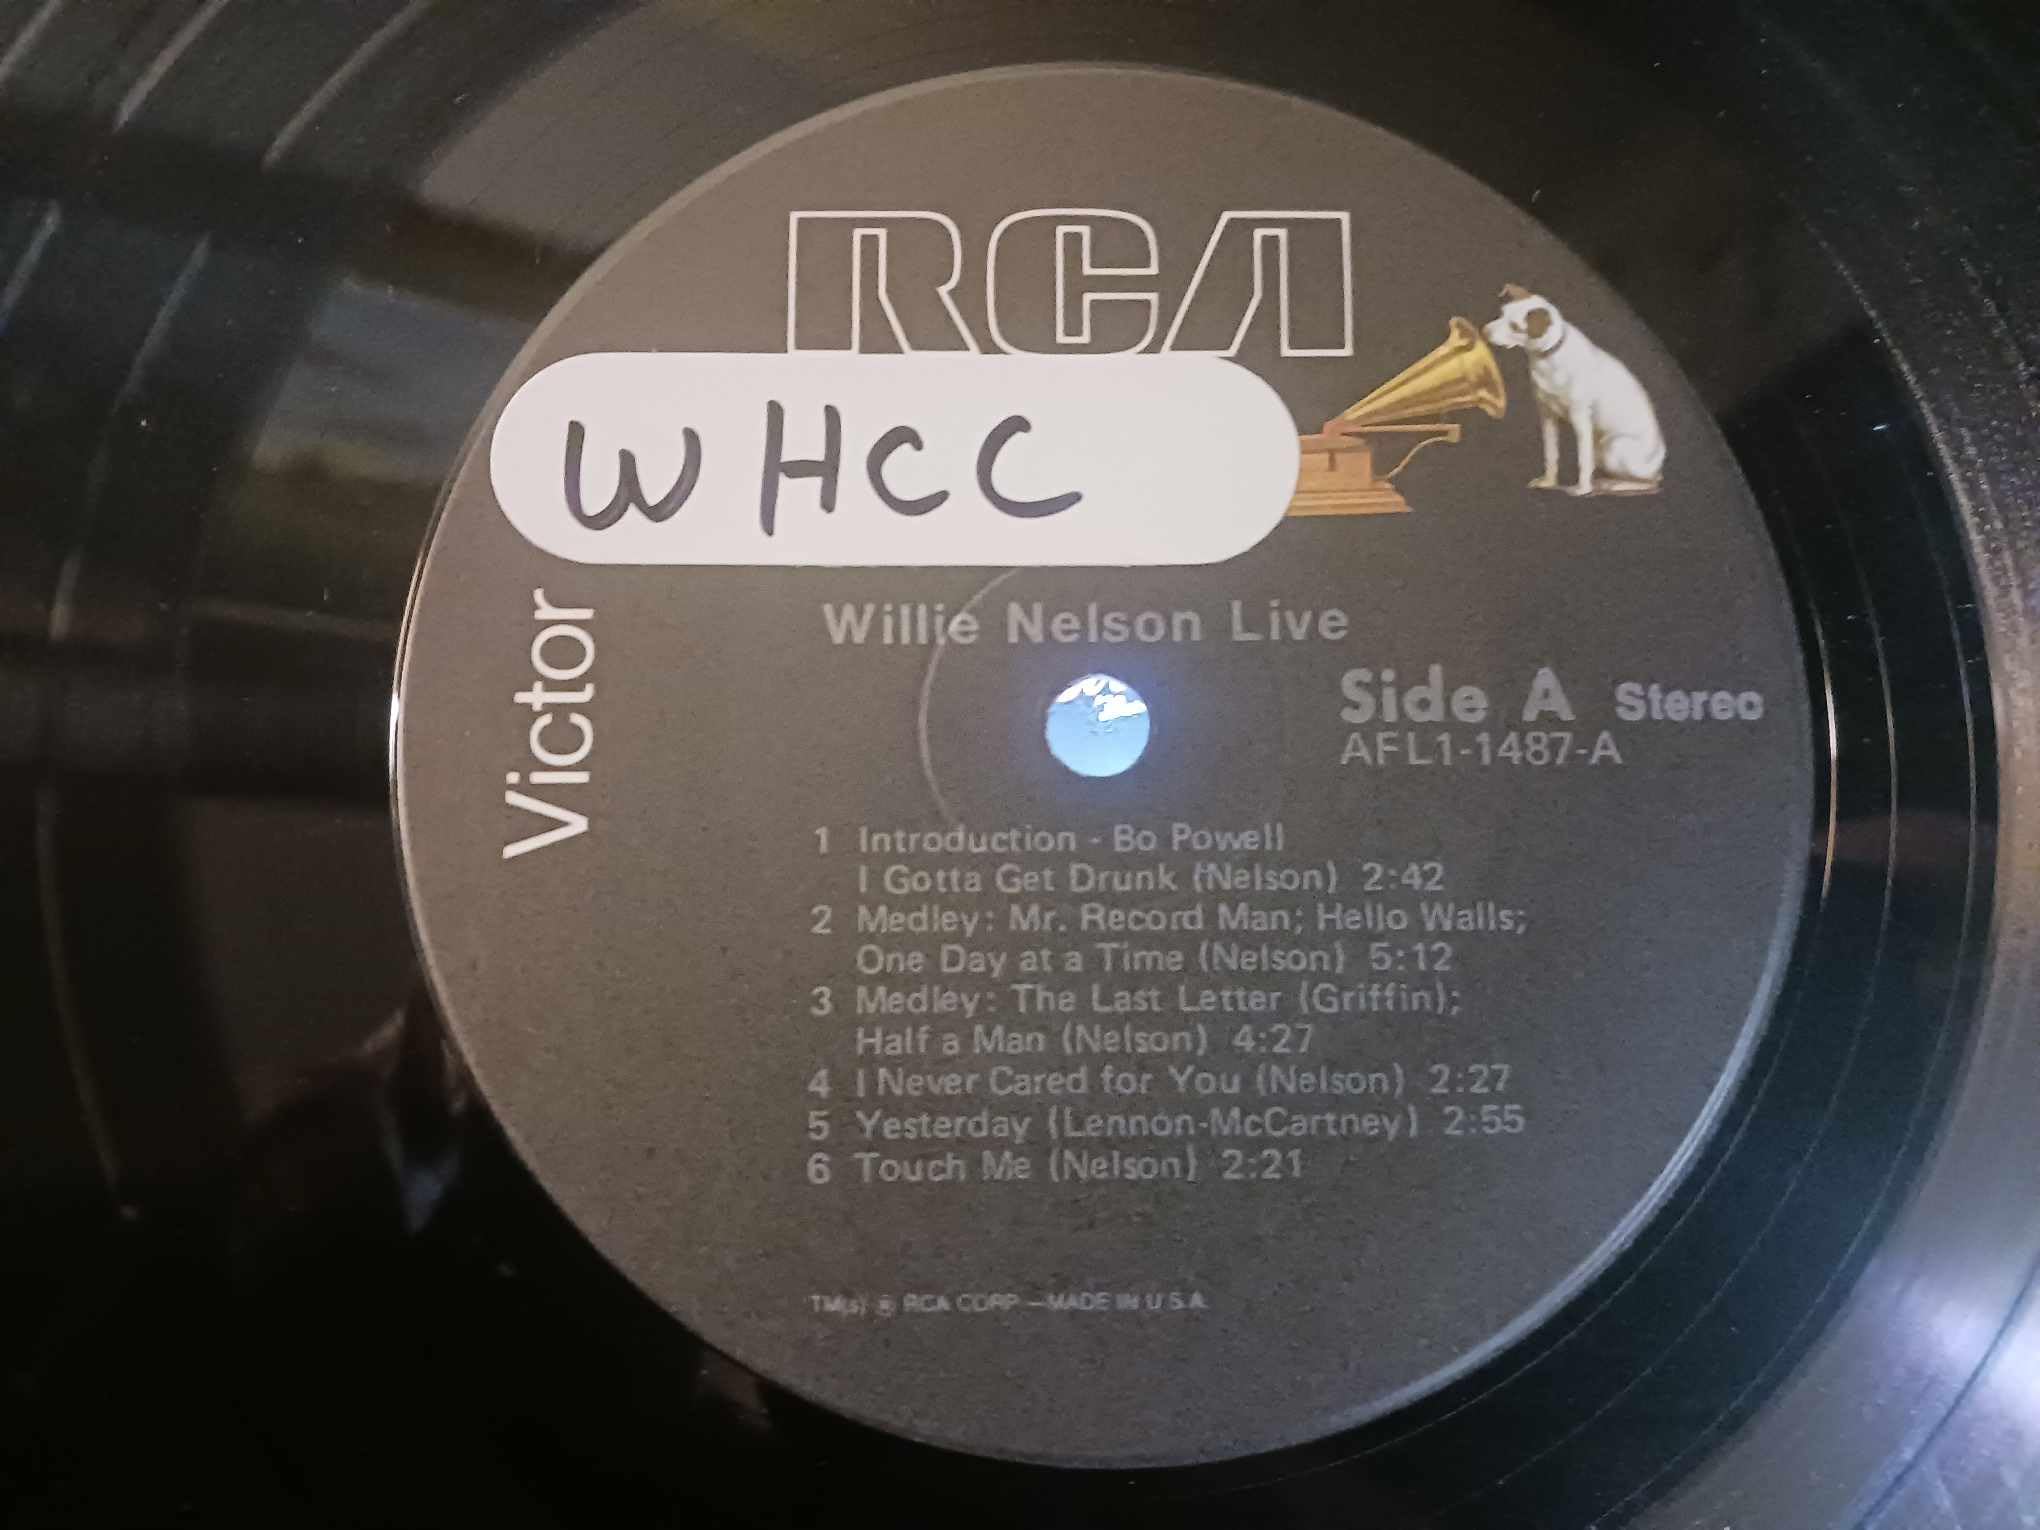 RCA
WHCC
Victor
Willie Nelson Live
Side A Stereo
AFL1-1487-A
1 Introduction - Bo Powell
I Gotta Get Drunk (Nelson) 2:42
2 Medley: Mr. Record Man; Hello Walls;
One Day at a Time (Nelson) 5:12
3 Medley: The Last Letter (Griffin);
Half a Man (Nelson) 4:27
4 I Never Cared for You (Nelson) 2:27
5 Yesterday (Lennon-McCartney) 2:55
6 Touch Me (Nelson) 2:21
TM(s) ® RCA CORP —MADE IN U S A